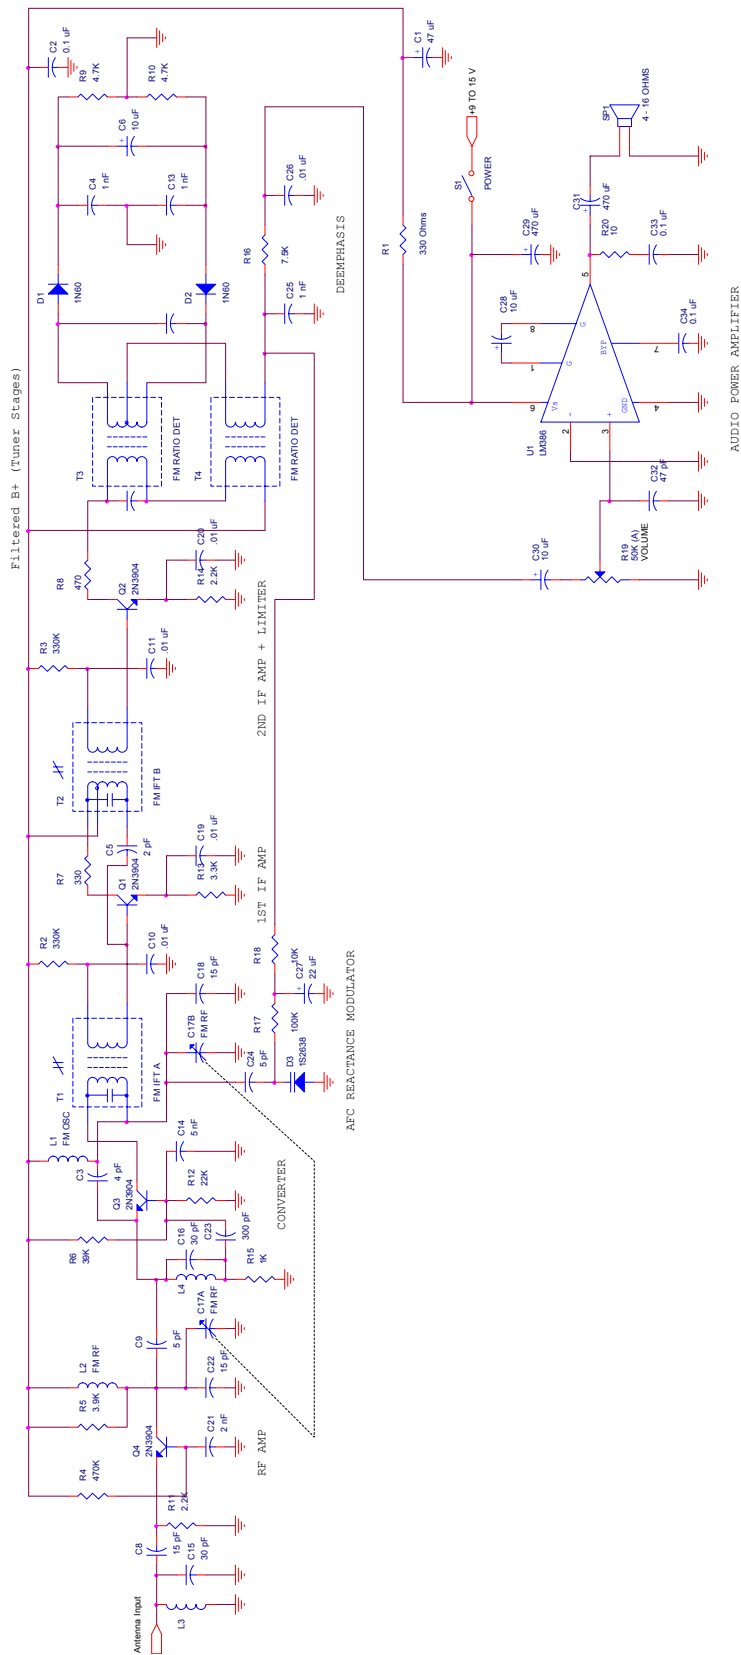 Filtered B+ (Tuner Stages)
Antenna Input
L3
C15
30 pF
C8
15 pF
R11
2.2K
R4
470K
R5
3.9K
L2
FM RF
Q4
2N3904
C21
2 nF
C22
15 pF
RF AMP
C9
5 pF
C17A
FM RF
R6
39K
L4
C16
30 pF
R15
1K
C23
300 pF
R12
22K
C14
5 nF
CONVERTER
Q3
2N3904
C3
4 pF
L1
FM OSC
T1
FM IFT A
C17B
FM RF
C18
15 pF
C24
5 pF
D3
1S2638
R17
100K
C27
22 uF
R18
10K
AFC REACTANCE MODULATOR
R2
330K
C10
.01 uF
Q1
2N3904
R13
3.3K
C19
.01 uF
1ST IF AMP
R7
330
C5
2 pF
T2
FM IFT B
R3
330K
C11
.01 uF
Q2
2N3904
R14
2.2K
C20
.01 uF
2ND IF AMP + LIMITER
R8
470
T3
FM RATIO DET
T4
FM RATIO DET
D1
1N60
D2
1N60
C4
1 nF
C13
1 nF
C6
10 uF
+
R9
4.7K
R10
4.7K
C2
0.1 uF
C25
1 nF
R16
7.5K
C26
.01 uF
DEEMPHASIS
R1
330 Ohms
C1
47 uF
+
+9 TO 15 V
S1
POWER
C29
470 uF
+
C30
10 uF
+
R19
50K (A)
VOLUME
C32
47 pF
U1
LM386
2
-
3
+
6
Vs
1
G
8
G
4
GND
7
BYP
5
C28
10 uF
+
C34
0.1 uF
R20
10
C33
0.1 uF
C31
470 uF
+
SP1
4 - 16 OHMS
AUDIO POWER AMPLIFIER